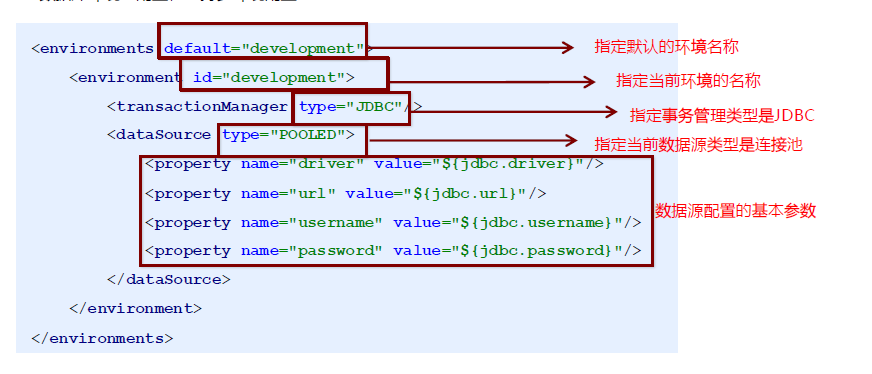 <environments default="development"> 指定默认的环境名称
<environment id="development"> 指定当前环境的名称
<transactionManager type="JDBC"/> 指定事务管理类型是JDBC
<dataSource type="POOLED"> 指定当前数据源类型是连接池
<property name="driver" value="${jdbc.driver}"/>
<property name="url" value="${jdbc.url}"/>
<property name="username" value="${jdbc.username}"/> 数据源配置的基本参数
<property name="password" value="${jdbc.password}"/>
</dataSource>
</environment>
</environments>